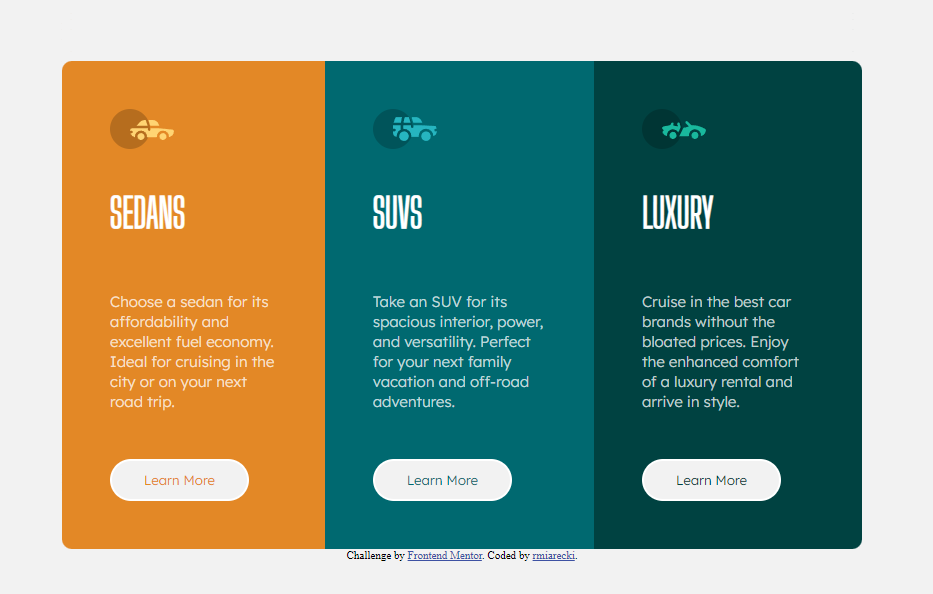 SEDANS
Choose a sedan for its
affordability and
excellent fuel economy.
Ideal for cruising in the
city or on your next
road trip.
Learn More
SUVS
Take an SUV for its
spacious interior, power,
and versatility. Perfect
for your next family
vacation and off-road
adventures.
Learn More
LUXURY
Cruise in the best car
brands without the
bloated prices. Enjoy
the enhanced comfort
of a luxury rental and
arrive in style.
Learn More
Challenge by Frontend Mentor. Coded by rmiarecki.